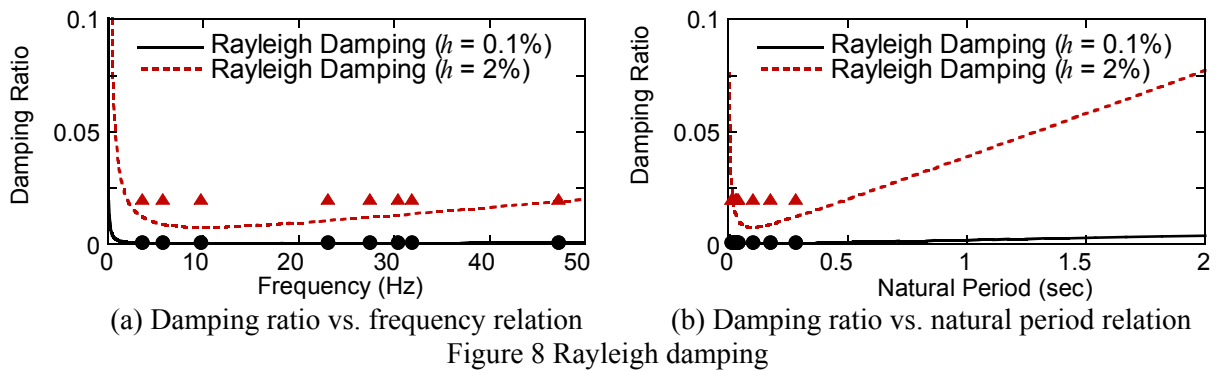 0.1
Rayleigh Damping (h = 0.1%)
Rayleigh Damping (h = 2%)
0.05
0
Damping Ratio
0 10 20 30 40 50
Frequency (Hz)
(a) Damping ratio vs. frequency relation
0.1
Rayleigh Damping (h = 0.1%)
Rayleigh Damping (h = 2%)
0.05
0
Damping Ratio
0 0.5 1 1.5 2
Natural Period (sec)
(b) Damping ratio vs. natural period relation
Figure 8 Rayleigh damping